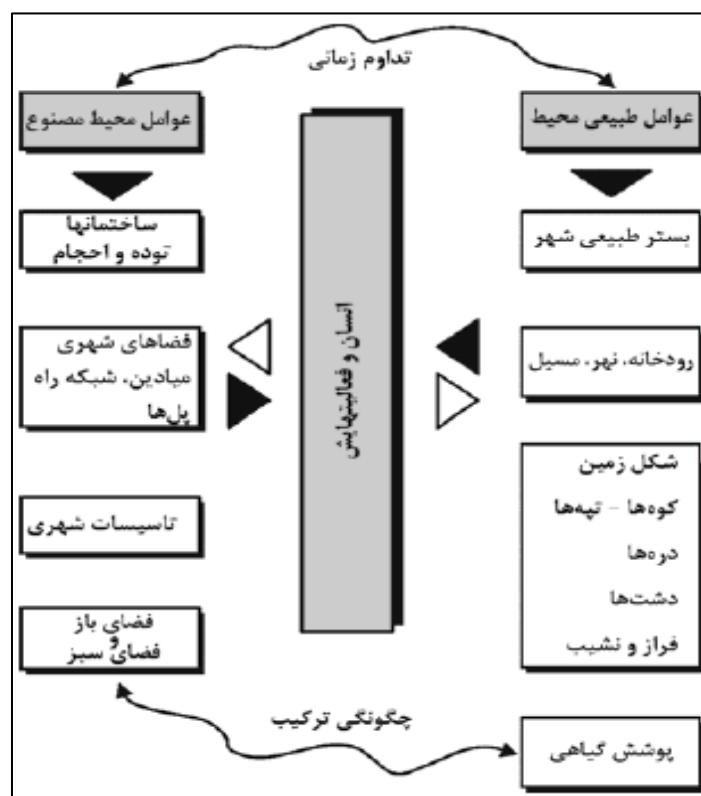 تداوم زمانی
عوامل طبیعی محیط
بستر طبیعی شهر
رودخانه، نهر، مسیل
شکل زمین
کوه‌ها - تپه‌ها
دره‌ها
دشت‌ها
فراز و نشیب
پوشش گیاهی
انسان و فعالیتهایش
عوامل محیط مصنوع
ساختمانها
توده و احجام
فضاهای شهری
میادین، شبکه راه
پل‌ها
تاسیسات شهری
فضای باز
و
فضای سبز
چگونگی ترکیب